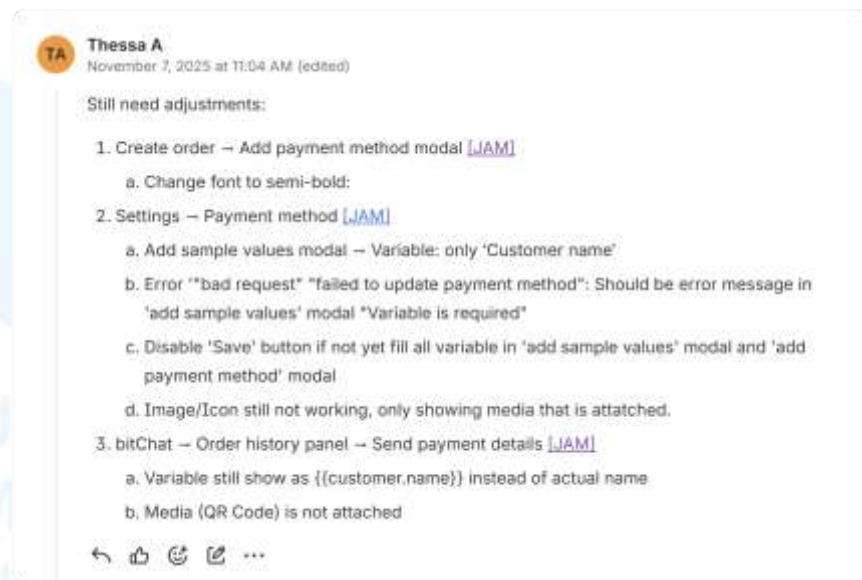 TA
Thessa A
November 7, 2025 at 11:04 AM (edited)
Still need adjustments:
1. Create order → Add payment method modal [JAM]
a. Change font to semi-bold:
2. Settings → Payment method [JAM]
a. Add sample values modal → Variable: only 'Customer name'
b. Error '"bad request" "failed to update payment method": Should be error message in
'add sample values' modal "Variable is required"
c. Disable 'Save' button if not yet fill all variable in 'add sample values' modal and 'add
payment method' modal
d. Image/Icon still not working, only showing media that is attatched.
3. bitChat → Order history panel → Send payment details [JAM]
a. Variable still show as {{customer.name}} instead of actual name
b. Media (QR Code) is not attached